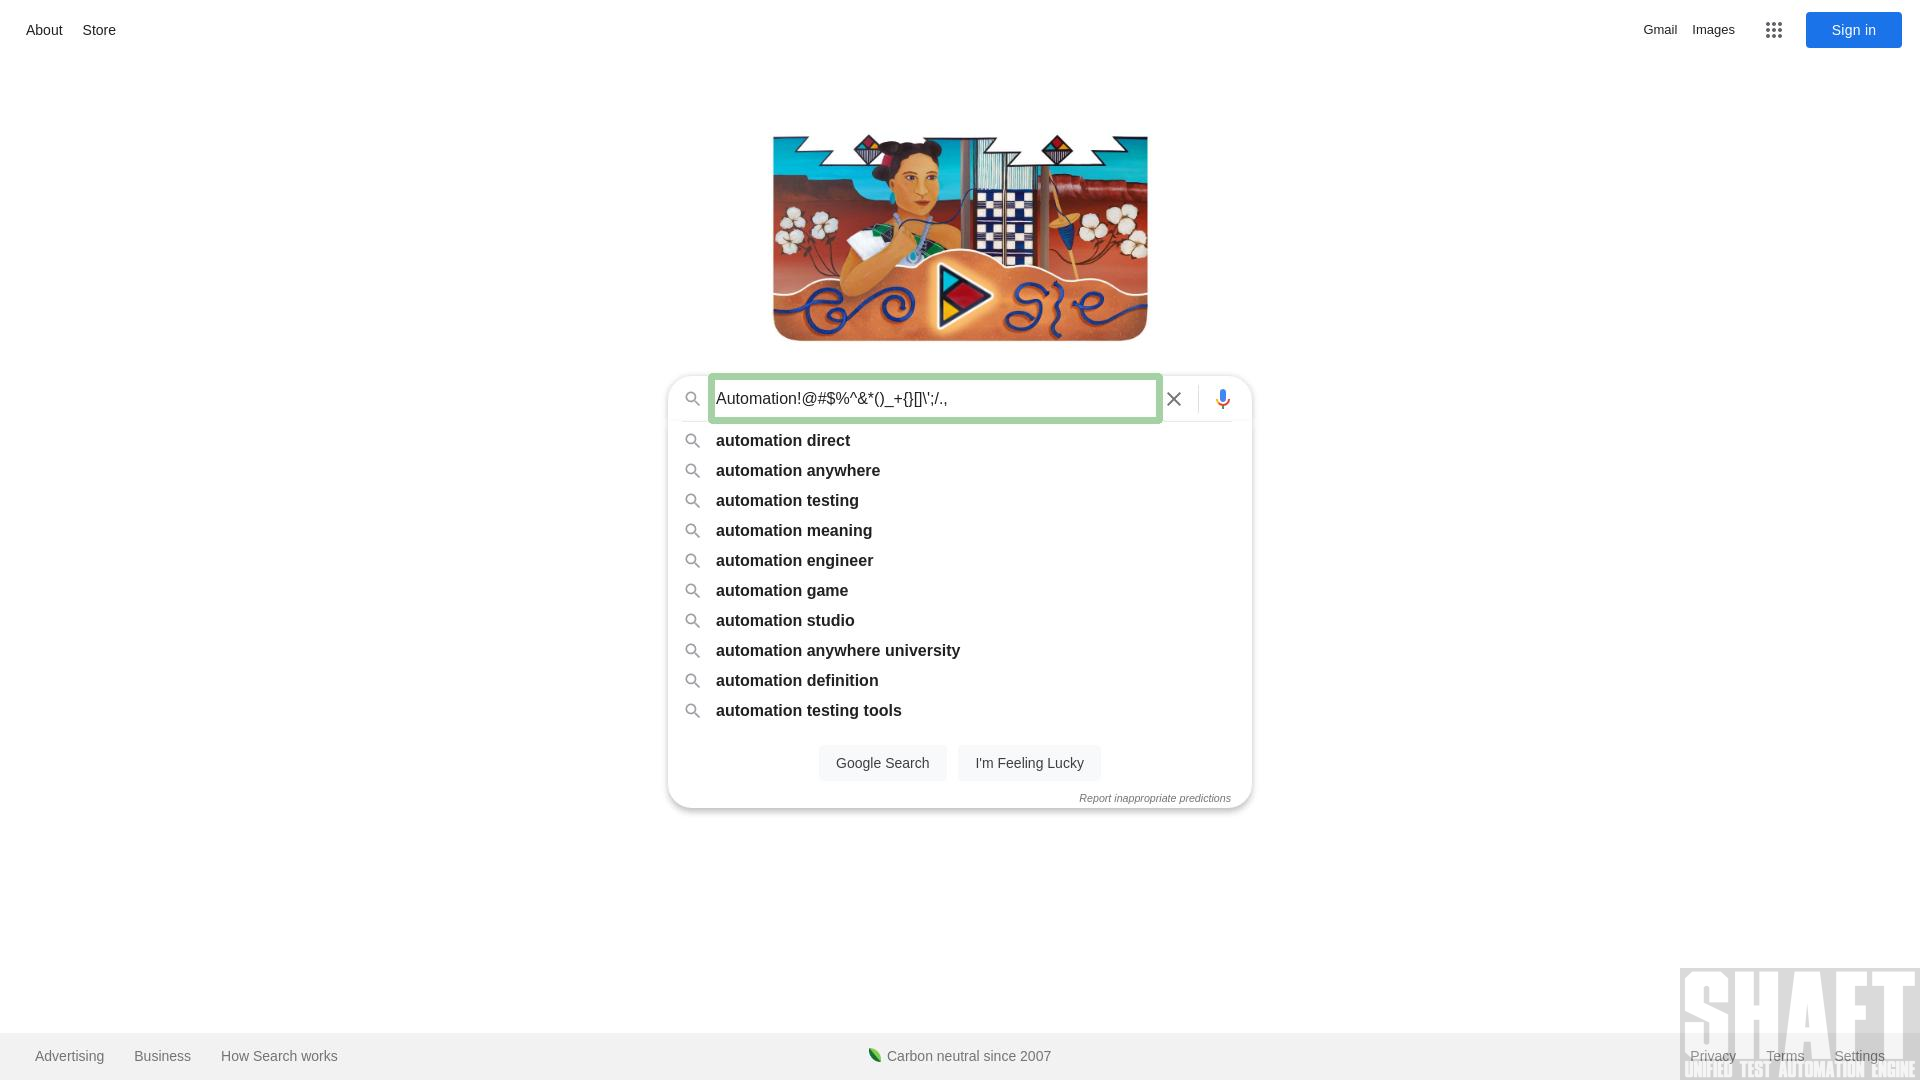 About Store Gmail Images Sign in
Automation!@#$%^&*()_+{}[]\';/.,
automation direct
automation anywhere
automation testing
automation meaning
automation engineer
automation game
automation studio
automation anywhere university
automation definition
automation testing tools
Google Search I'm Feeling Lucky
Report inappropriate predictions
SHAFT
Advertising Business How Search works Carbon neutral since 2007 Privacy Terms Settings
UNIFIED TEST AUTOMATION ENGINE